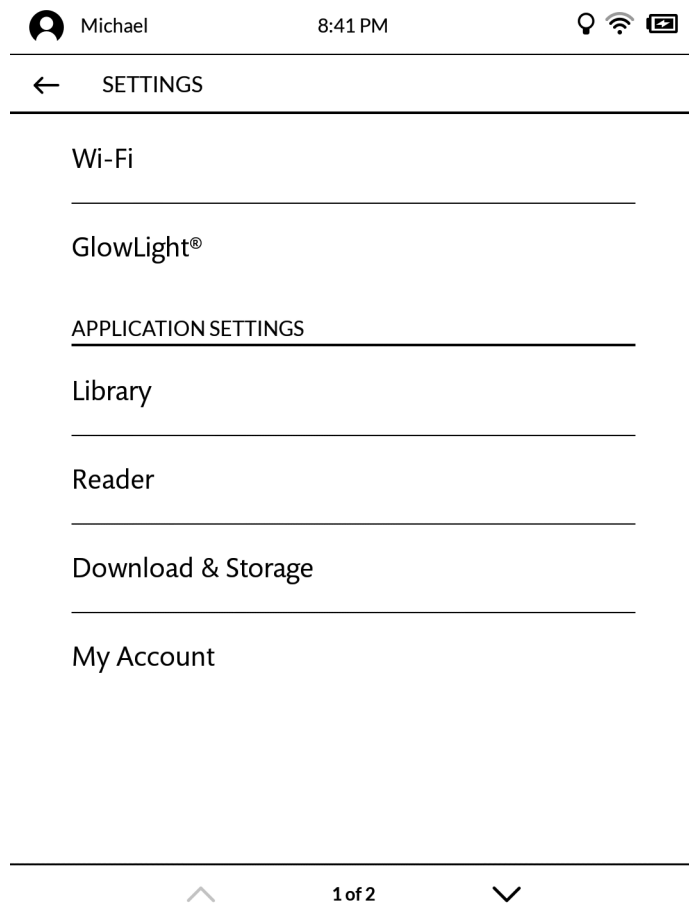 Michael 8:41 PM
SETTINGS
Wi-Fi
GlowLight®
APPLICATION SETTINGS
Library
Reader
Download & Storage
My Account
1 of 2